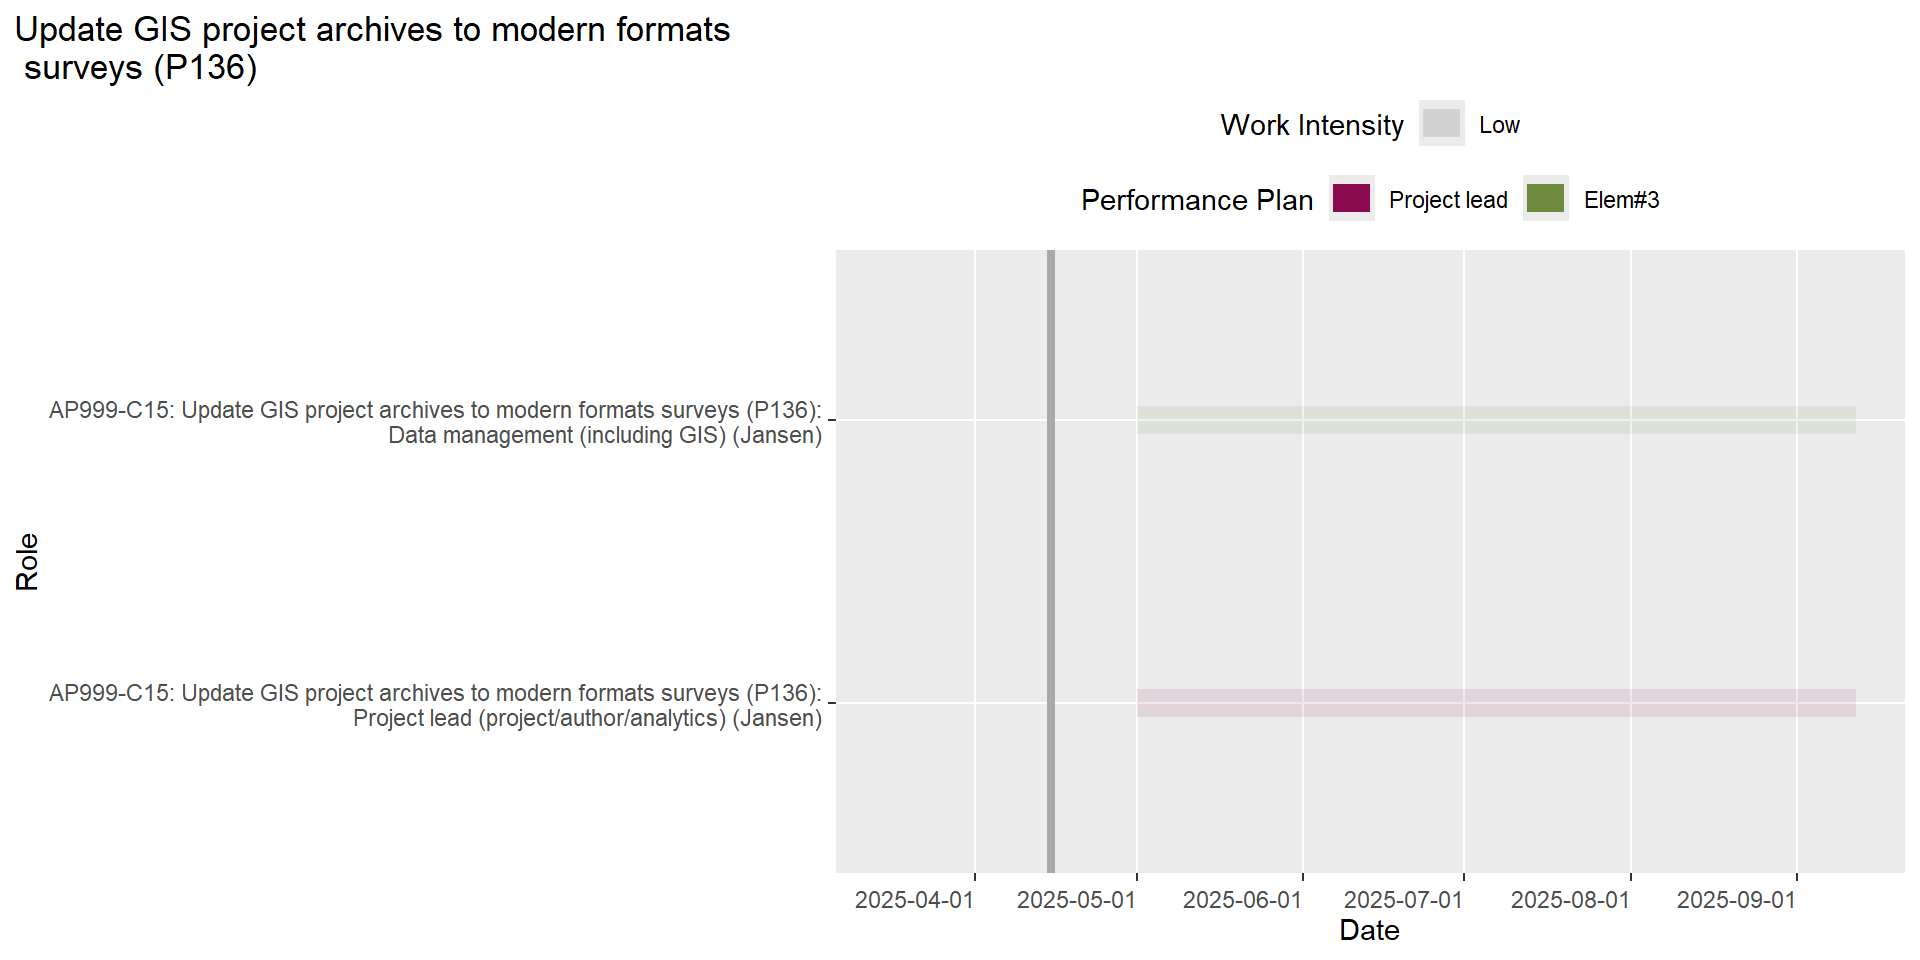 Update GIS project archives to modern formats
surveys (P136)
Work Intensity Low
Performance Plan Project lead Elem#3
AP999-C15: Update GIS project archives to modern formats surveys (P136):
Data management (including GIS) (Jansen)
Role
AP999-C15: Update GIS project archives to modern formats surveys (P136):
Project lead (project/author/analytics) (Jansen)
2025-04-01 2025-05-01 2025-06-01 2025-07-01 2025-08-01 2025-09-01
Date